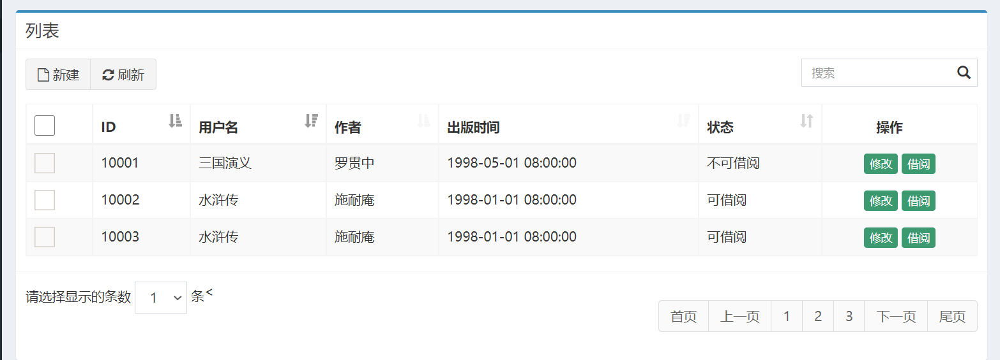 列表
新建 刷新 搜索
ID 用户名 作者 出版时间 状态 操作
10001 三国演义 罗贯中 1998-05-01 08:00:00 不可借阅 修改 借阅
10002 水浒传 施耐庵 1998-01-01 08:00:00 可借阅 修改 借阅
10003 水浒传 施耐庵 1998-01-01 08:00:00 可借阅 修改 借阅
请选择显示的条数 1 条<
首页 上一页 1 2 3 下一页 尾页